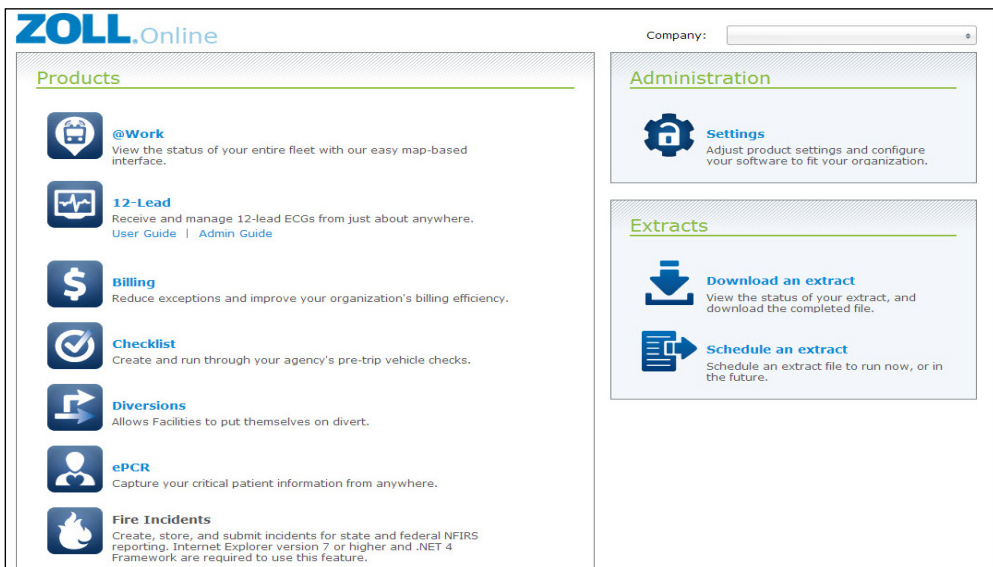 ZOLL.Online
Company:
Products
@Work
View the status of your entire fleet with our easy map-based
interface.
12-Lead
Receive and manage 12-lead ECGs from just about anywhere.
User Guide | Admin Guide
Billing
Reduce exceptions and improve your organization's billing efficiency.
Checklist
Create and run through your agency's pre-trip vehicle checks.
Diversions
Allows Facilities to put themselves on divert.
ePCR
Capture your critical patient information from anywhere.
Fire Incidents
Create, store, and submit incidents for state and federal NFIRS
reporting. Internet Explorer version 7 or higher and .NET 4
Framework are required to use this feature.
Administration
Settings
Adjust product settings and configure
your software to fit your organization.
Extracts
Download an extract
View the status of your extract, and
download the completed file.
Schedule an extract
Schedule an extract file to run now, or in
the future.